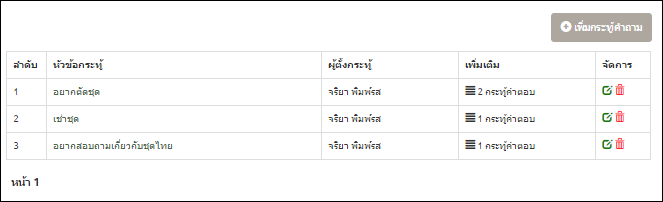 เพิ่มกระทู้คำถาม
ลำดับ หัวข้อกระทู้ ผู้ตั้งกระทู้ เพิ่มเติม จัดการ
1 อยากตัดชุด จริยา พิมพ์รส 2 กระทู้คำตอบ
2 เช่าชุด จริยา พิมพ์รส 1 กระทู้คำตอบ
3 อยากสอบถามเกี่ยวกับชุดไทย จริยา พิมพ์รส 1 กระทู้คำตอบ
หน้า 1